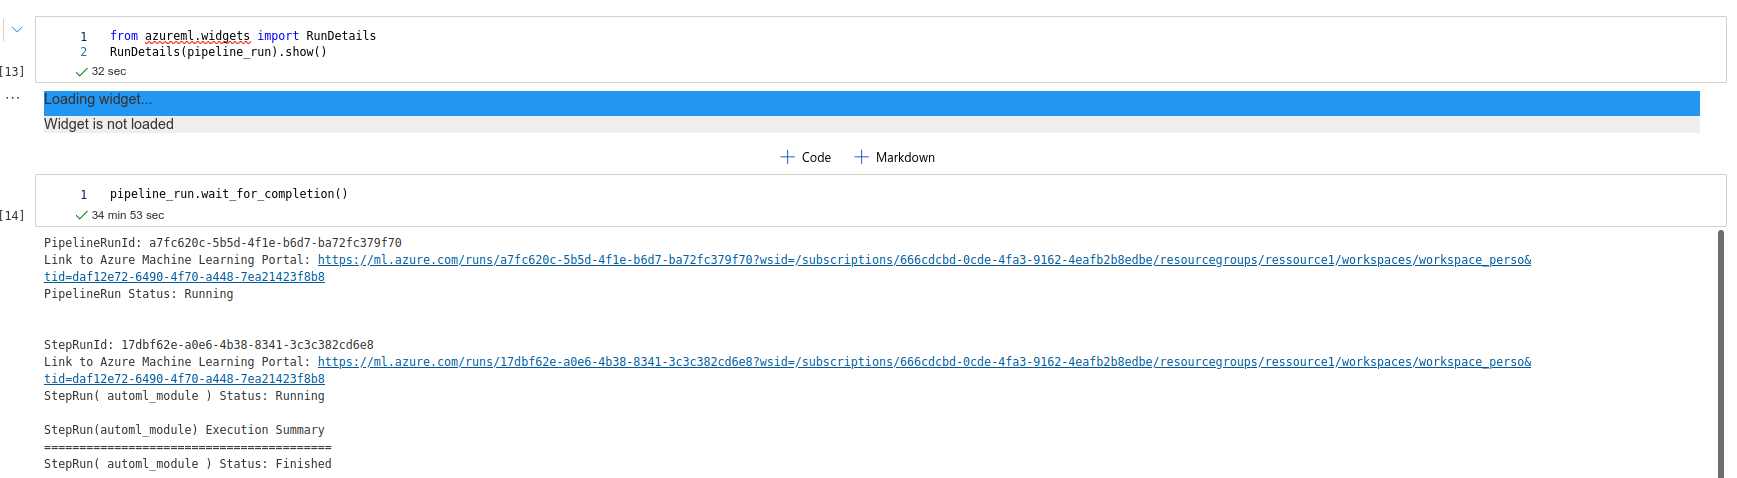 1 from azureml.widgets import RunDetails
2 RunDetails(pipeline_run).show()
[13]
32 sec
...
Loading widget...
Widget is not loaded
Code Markdown
1 pipeline_run.wait_for_completion()
[14]
34 min 53 sec
PipelineRunId: a7fc620c-5b5d-4f1e-b6d7-ba72fc379f70
Link to Azure Machine Learning Portal: https://ml.azure.com/runs/a7fc620c-5b5d-4f1e-b6d7-ba72fc379f70?wsid=/subscriptions/666cdcbd-0cde-4fa3-9162-4eafb2b8edbe/resourcegroups/ressource1/workspaces/workspace_perso&
tid=daf12e72-6490-4f70-a448-7ea21423f8b8
PipelineRun Status: Running
StepRunId: 17dbf62e-a0e6-4b38-8341-3c3c382cd6e8
Link to Azure Machine Learning Portal: https://ml.azure.com/runs/17dbf62e-a0e6-4b38-8341-3c3c382cd6e8?wsid=/subscriptions/666cdcbd-0cde-4fa3-9162-4eafb2b8edbe/resourcegroups/ressource1/workspaces/workspace_perso&
tid=daf12e72-6490-4f70-a448-7ea21423f8b8
StepRun( automl_module ) Status: Running
StepRun(automl_module) Execution Summary
=========================================
StepRun( automl_module ) Status: Finished